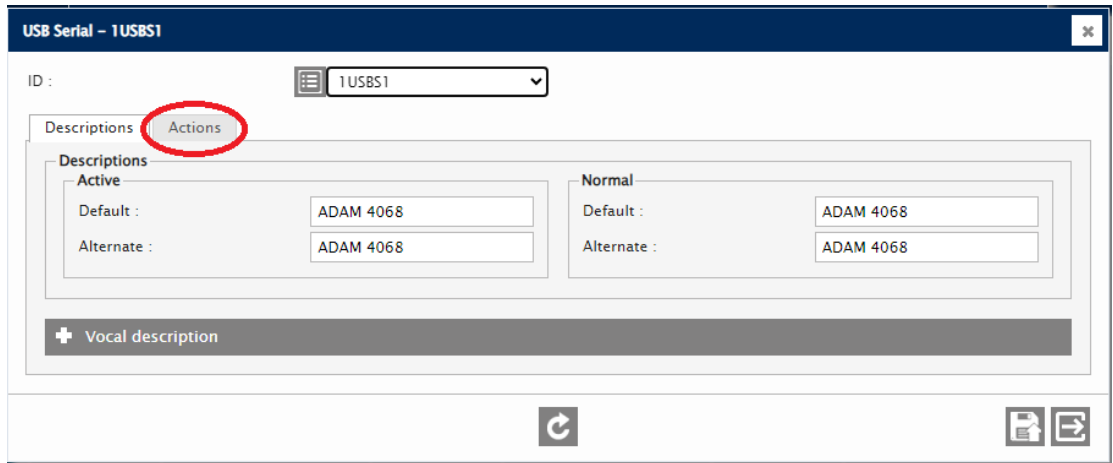 USB Serial – 1USBS1
ID :
1USBS1
Descriptions Actions
Descriptions
Active
Default : ADAM 4068
Alternate : ADAM 4068
Normal
Default : ADAM 4068
Alternate : ADAM 4068
Vocal description